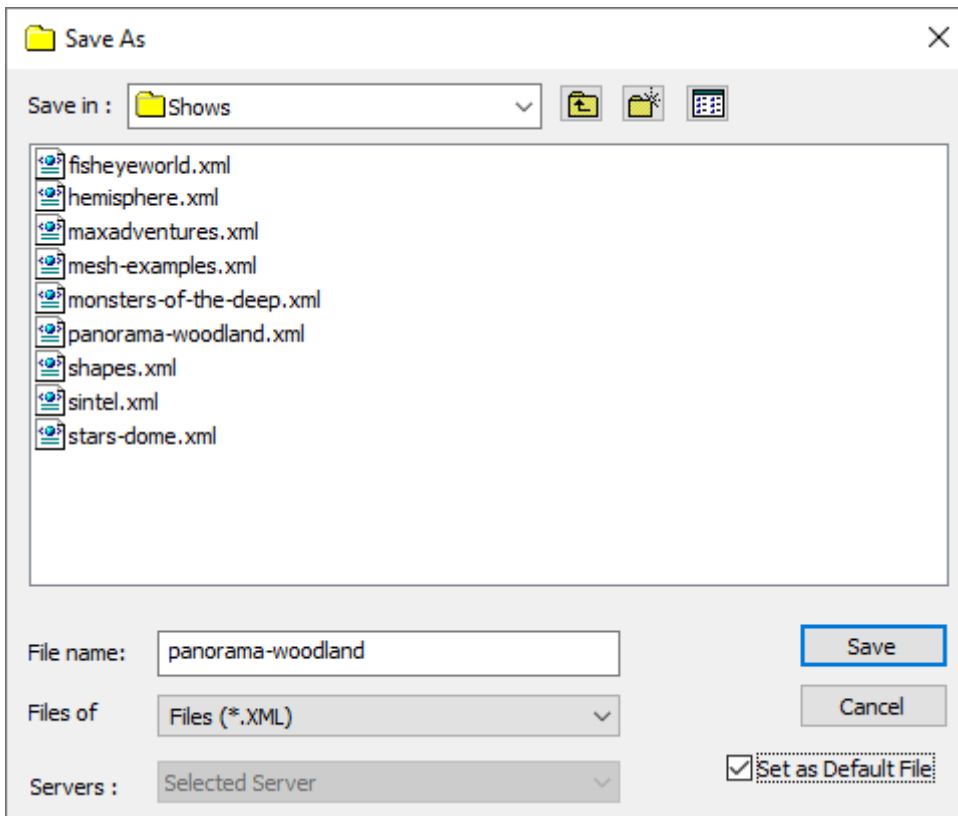 Save As
Save in : Shows
fisheyeworld.xml
hemisphere.xml
maxadventures.xml
mesh-examples.xml
monsters-of-the-deep.xml
panorama-woodland.xml
shapes.xml
sintel.xml
stars-dome.xml
File name: panorama-woodland Save
Files of Files (*.XML) Cancel
Set as Default File
Servers : Selected Server